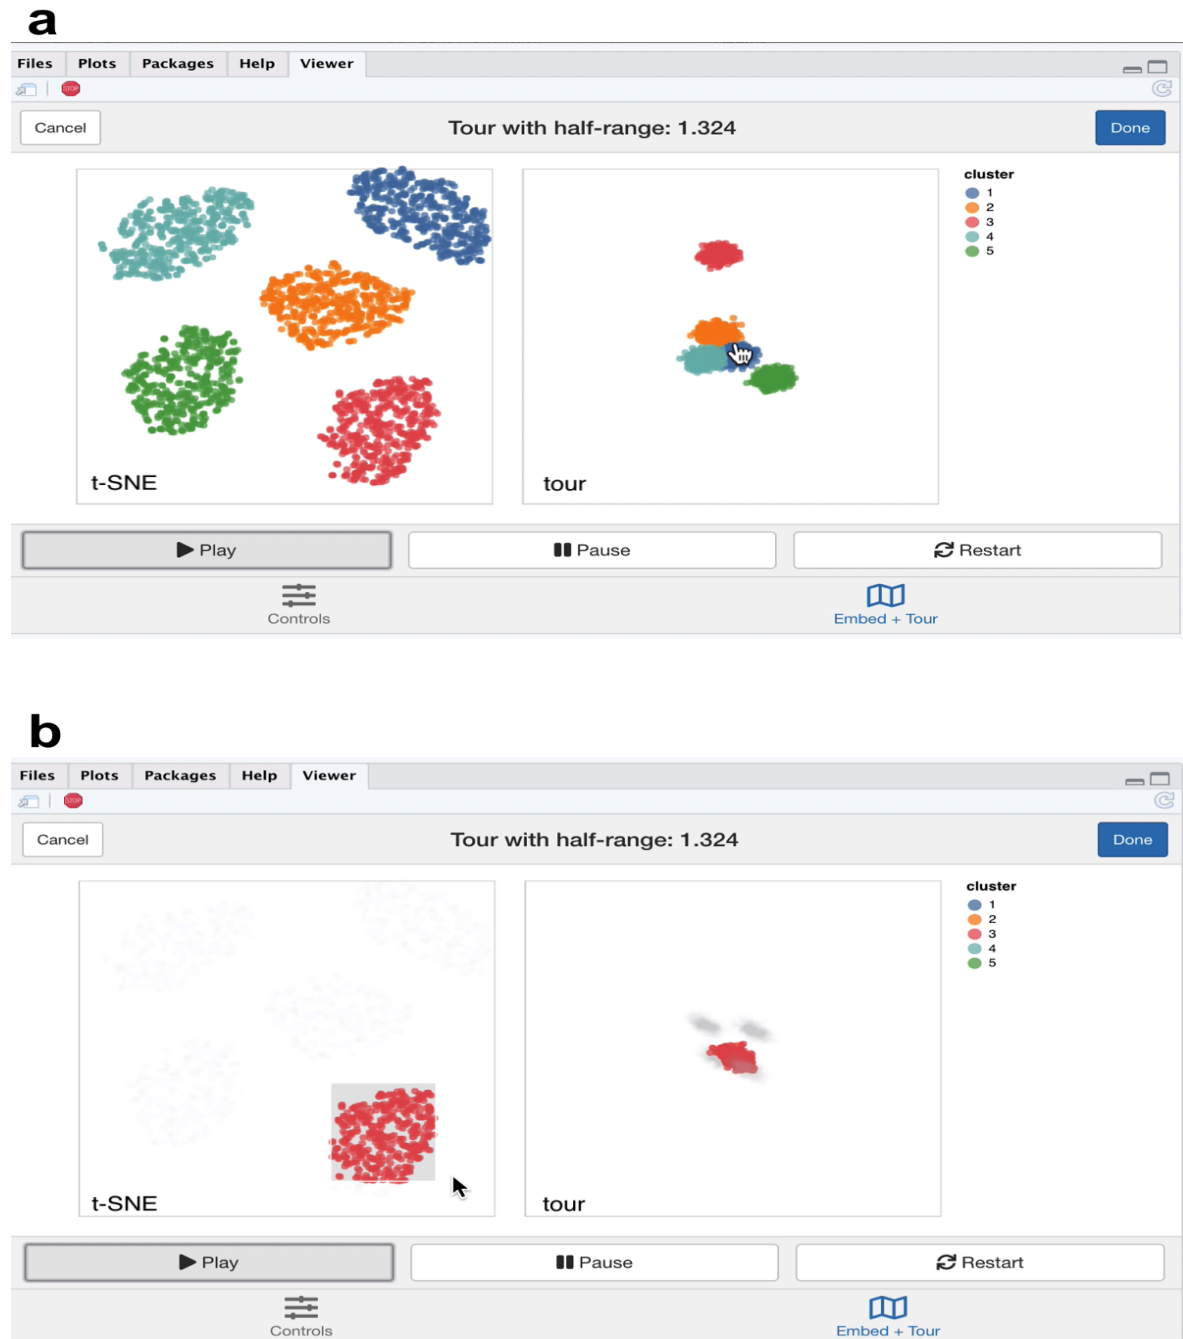 a
Files Plots Packages Help Viewer
STOP
Cancel Tour with half-range: 1.324 Done
cluster
1
2
3
4
5
t-SNE
tour
Play Pause Restart
Controls Embed + Tour
b
Files Plots Packages Help Viewer
STOP
Cancel Tour with half-range: 1.324 Done
cluster
1
2
3
4
5
t-SNE
tour
Play Pause Restart
Controls Embed + Tour